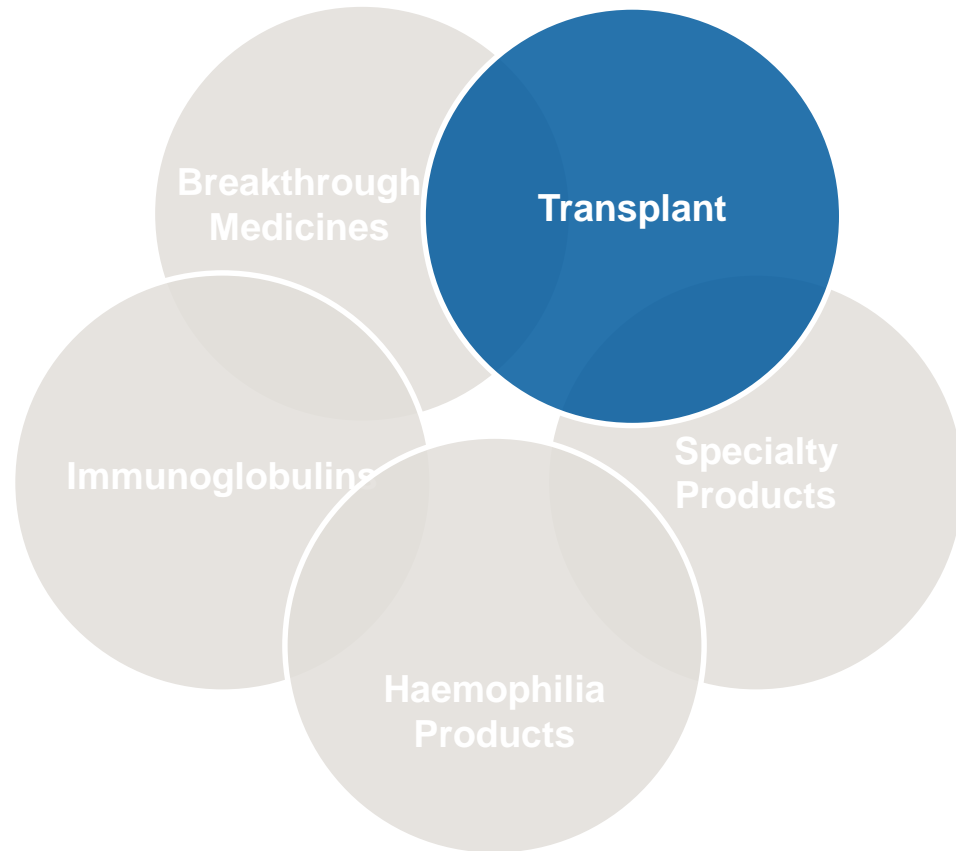 Breakthrough
Medicines
Transplant
Immunoglobulins
Specialty
Products
Haemophilia
Products